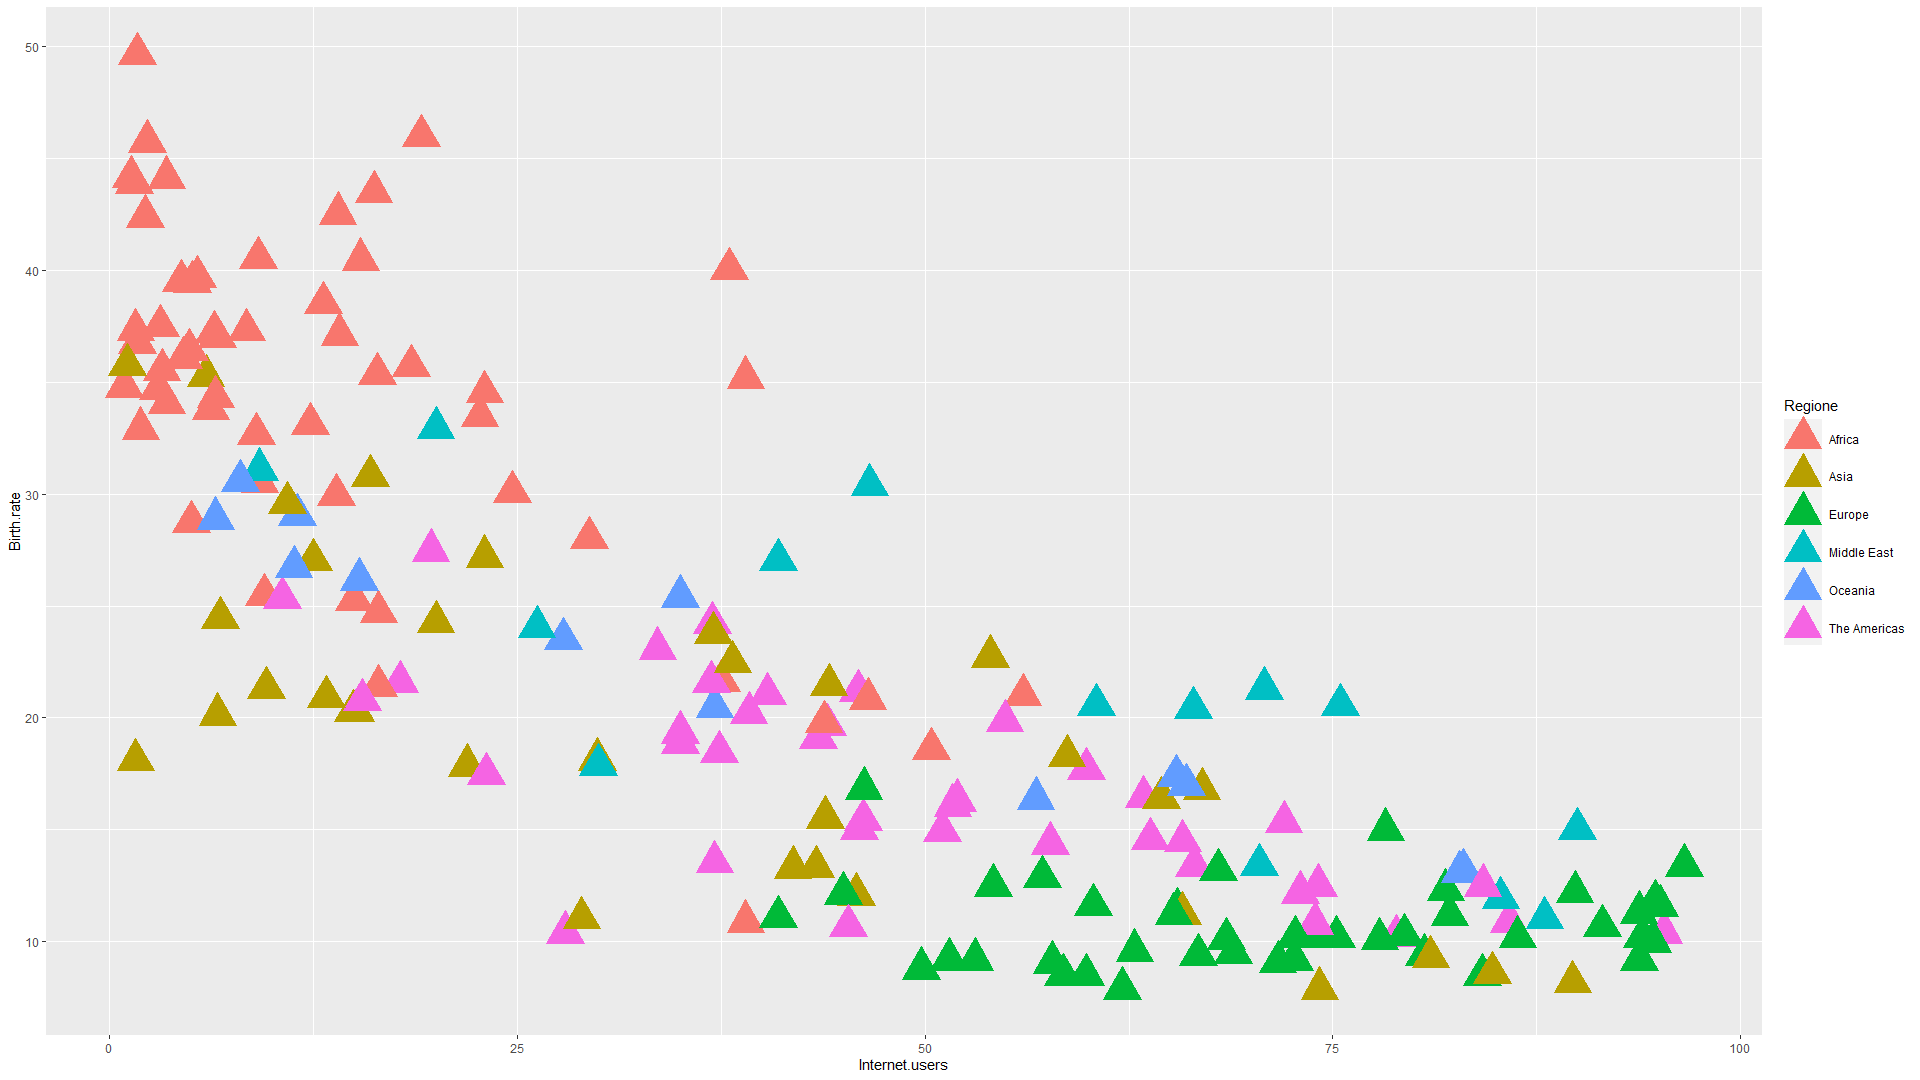 50
40
30
20
10
Birth.rate
0
25
50
75
100
Internet.users
Regione
Africa
Asia
Europe
Middle East
Oceania
The Americas